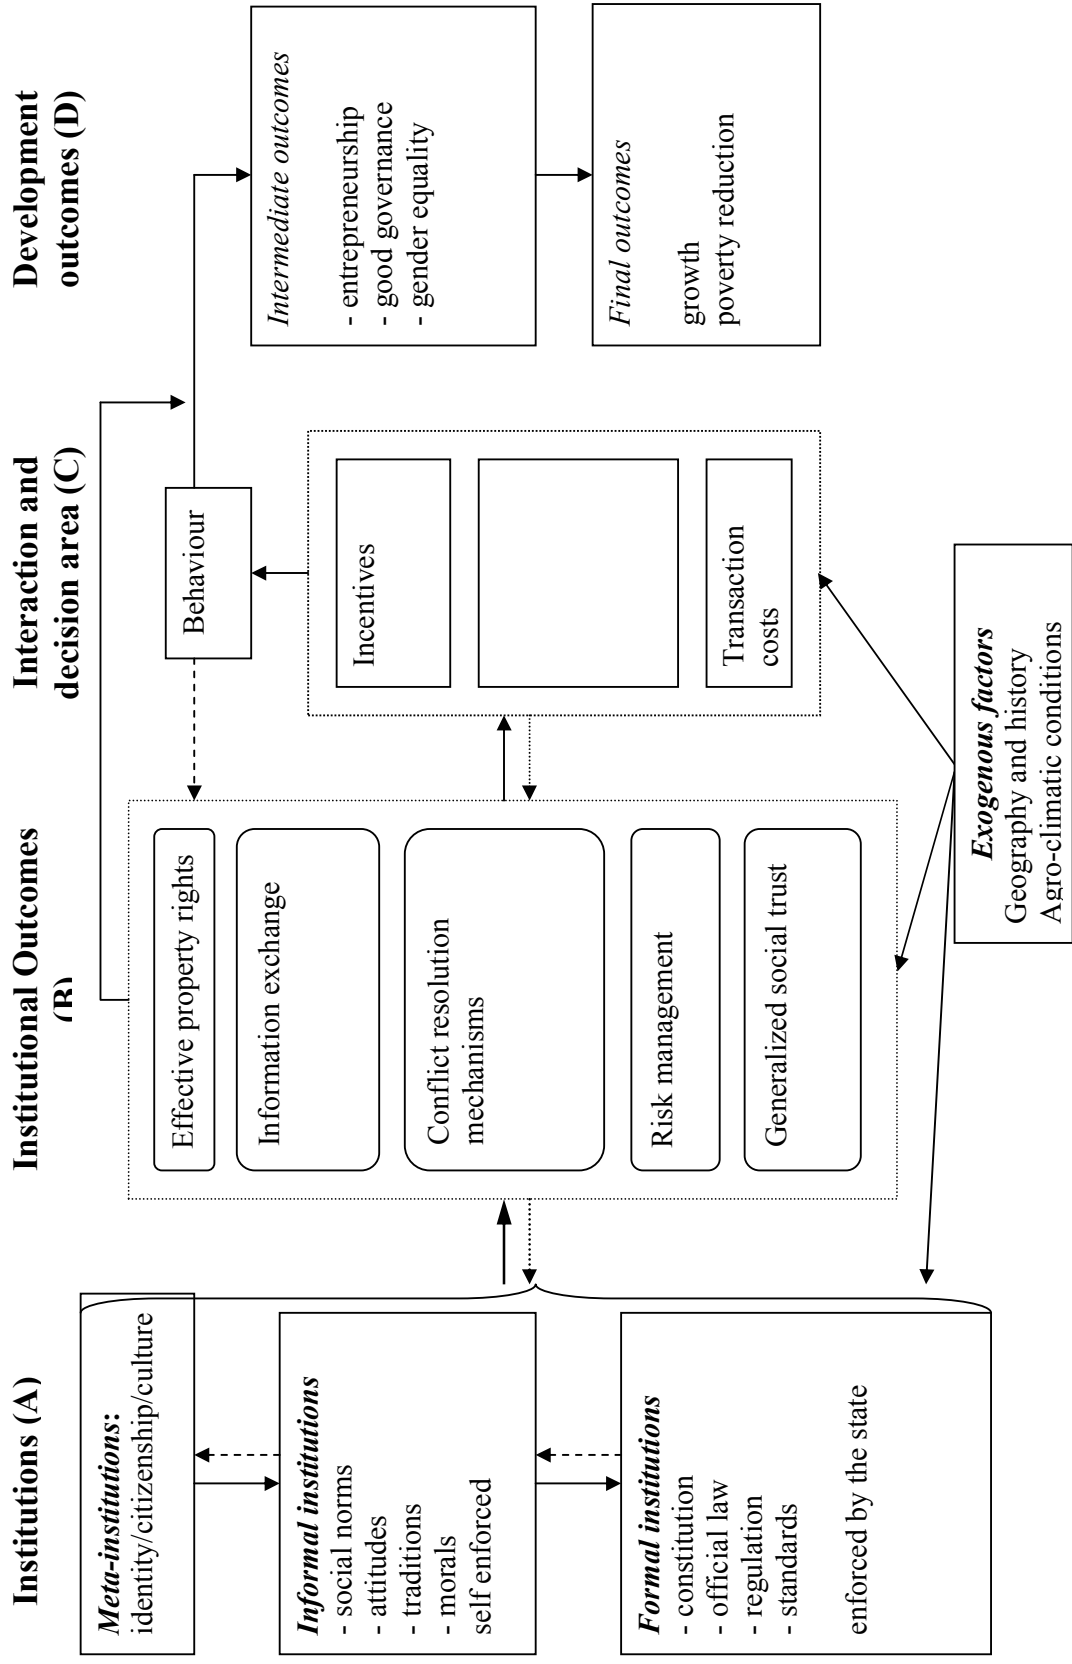 Institutions (A)
Meta-institutions:
identity/citizenship/culture
Informal institutions
- social norms
- attitudes
- traditions
- morals
self enforced
Formal institutions
- constitution
- official law
- regulation
- standards
enforced by the state
Institutional Outcomes
(B)
Effective property rights
Information exchange
Conflict resolution
mechanisms
Risk management
Generalized social trust
Interaction and
decision area (C)
Behaviour
Incentives
Transaction
costs
Development
outcomes (D)
Intermediate outcomes
- entrepreneurship
- good governance
- gender equality
Final outcomes
growth
poverty reduction
Exogenous factors
Geography and history
Agro-climatic conditions